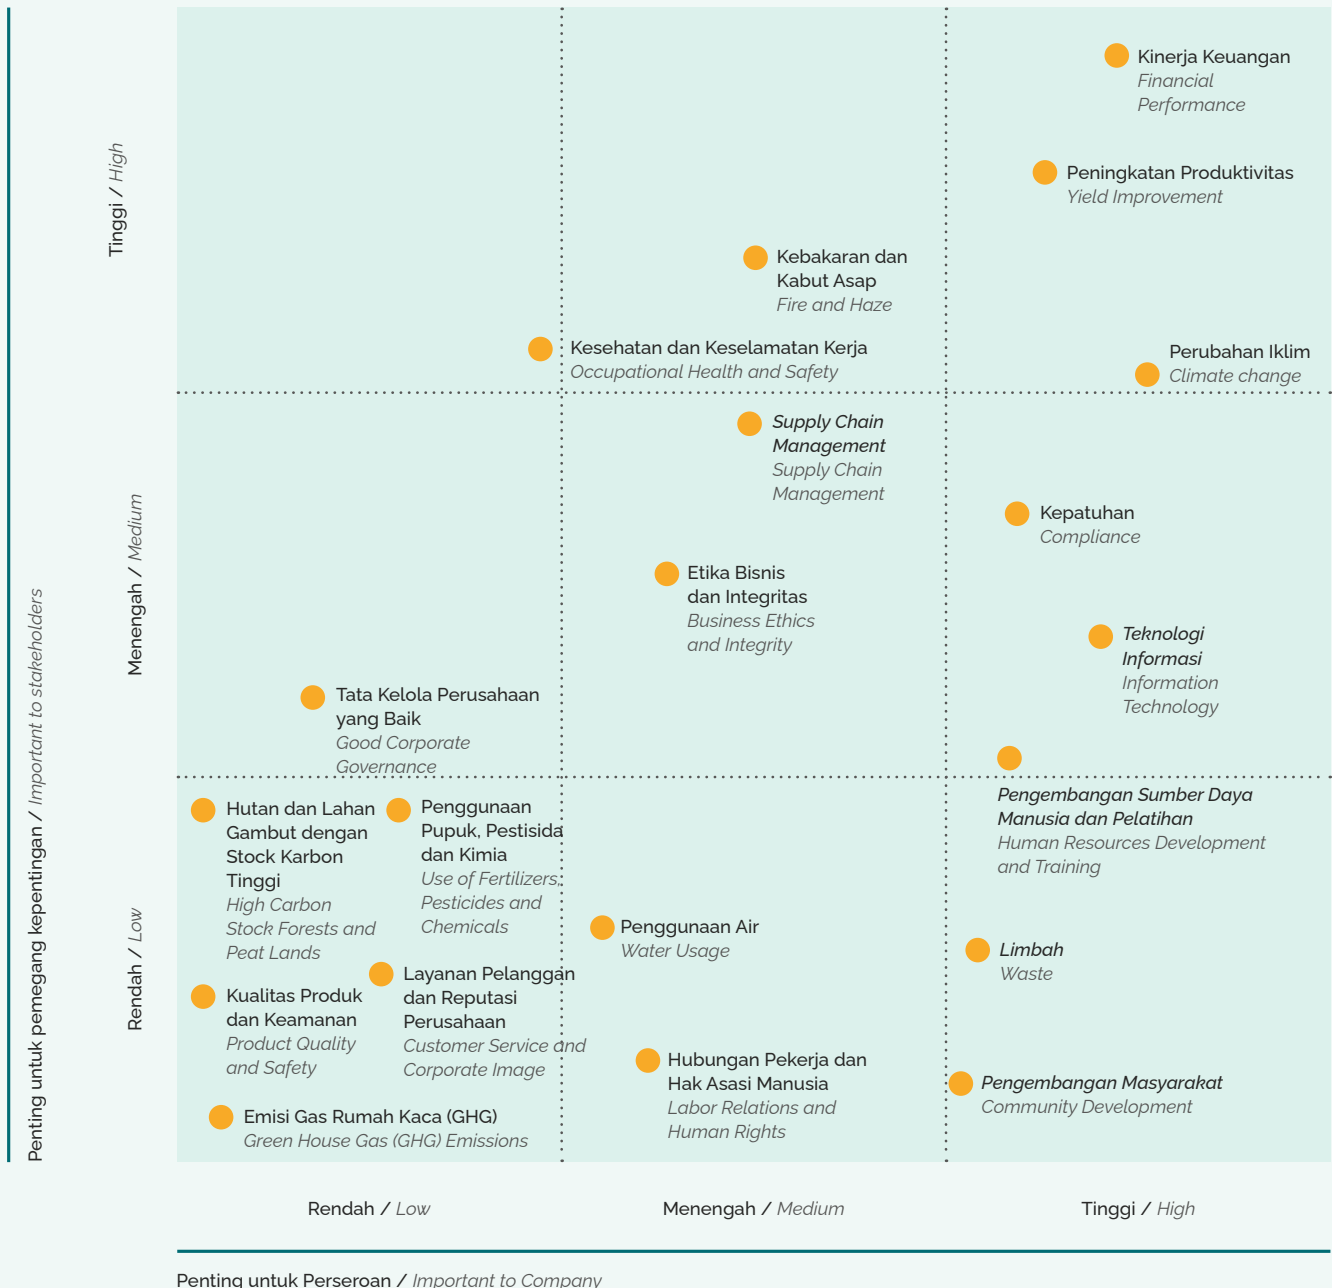 Kinerja Keuangan
Financial
Performance
Peningkatan Produktivitas
Yield Improvement
Tinggi / High
Kebakaran dan
Kabut Asap
Fire and Haze
Kesehatan dan Keselamatan Kerja
Occupational Health and Safety
Perubahan Iklim
Climate change
Supply Chain
Management
Supply Chain
Management
Kepatuhan
Compliance
Menengah / Medium
Etika Bisnis
dan Integritas
Business Ethics
and Integrity
Teknologi
Informasi
Information
Technology
Tata Kelola Perusahaan
yang Baik
Good Corporate
Governance
Penting untuk pemegang kepentingan / Important to stakeholders
Pengembangan Sumber Daya
Manusia dan Pelatihan
Human Resources Development
and Training
Hutan dan Lahan
Gambut dengan
Stock Karbon
Tinggi
High Carbon
Stock Forests and
Peat Lands
Penggunaan
Pupuk, Pestisida
dan Kimia
Use of Fertilizers,
Pesticides and
Chemicals
Penggunaan Air
Water Usage
Limbah
Waste
Rendah / Low
Kualitas Produk
dan Keamanan
Product Quality
and Safety
Layanan Pelanggan
dan Reputasi
Perusahaan
Customer Service and
Corporate Image
Hubungan Pekerja dan
Hak Asasi Manusia
Labor Relations and
Human Rights
Pengembangan Masyarakat
Community Development
Emisi Gas Rumah Kaca (GHG)
Green House Gas (GHG) Emissions
Rendah / Low
Menengah / Medium
Tinggi / High
Penting untuk Perseroan / Important to Company